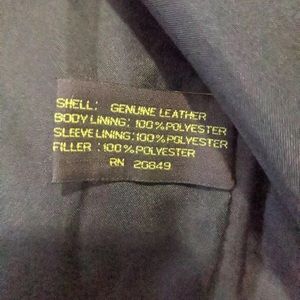 SHELL: GENUINE LEATHER
BODY LINING: 100% POLYESTER
SLEEVE LINING: 100% POLYESTER
FILLER : 100% POLYESTER
RN 26849